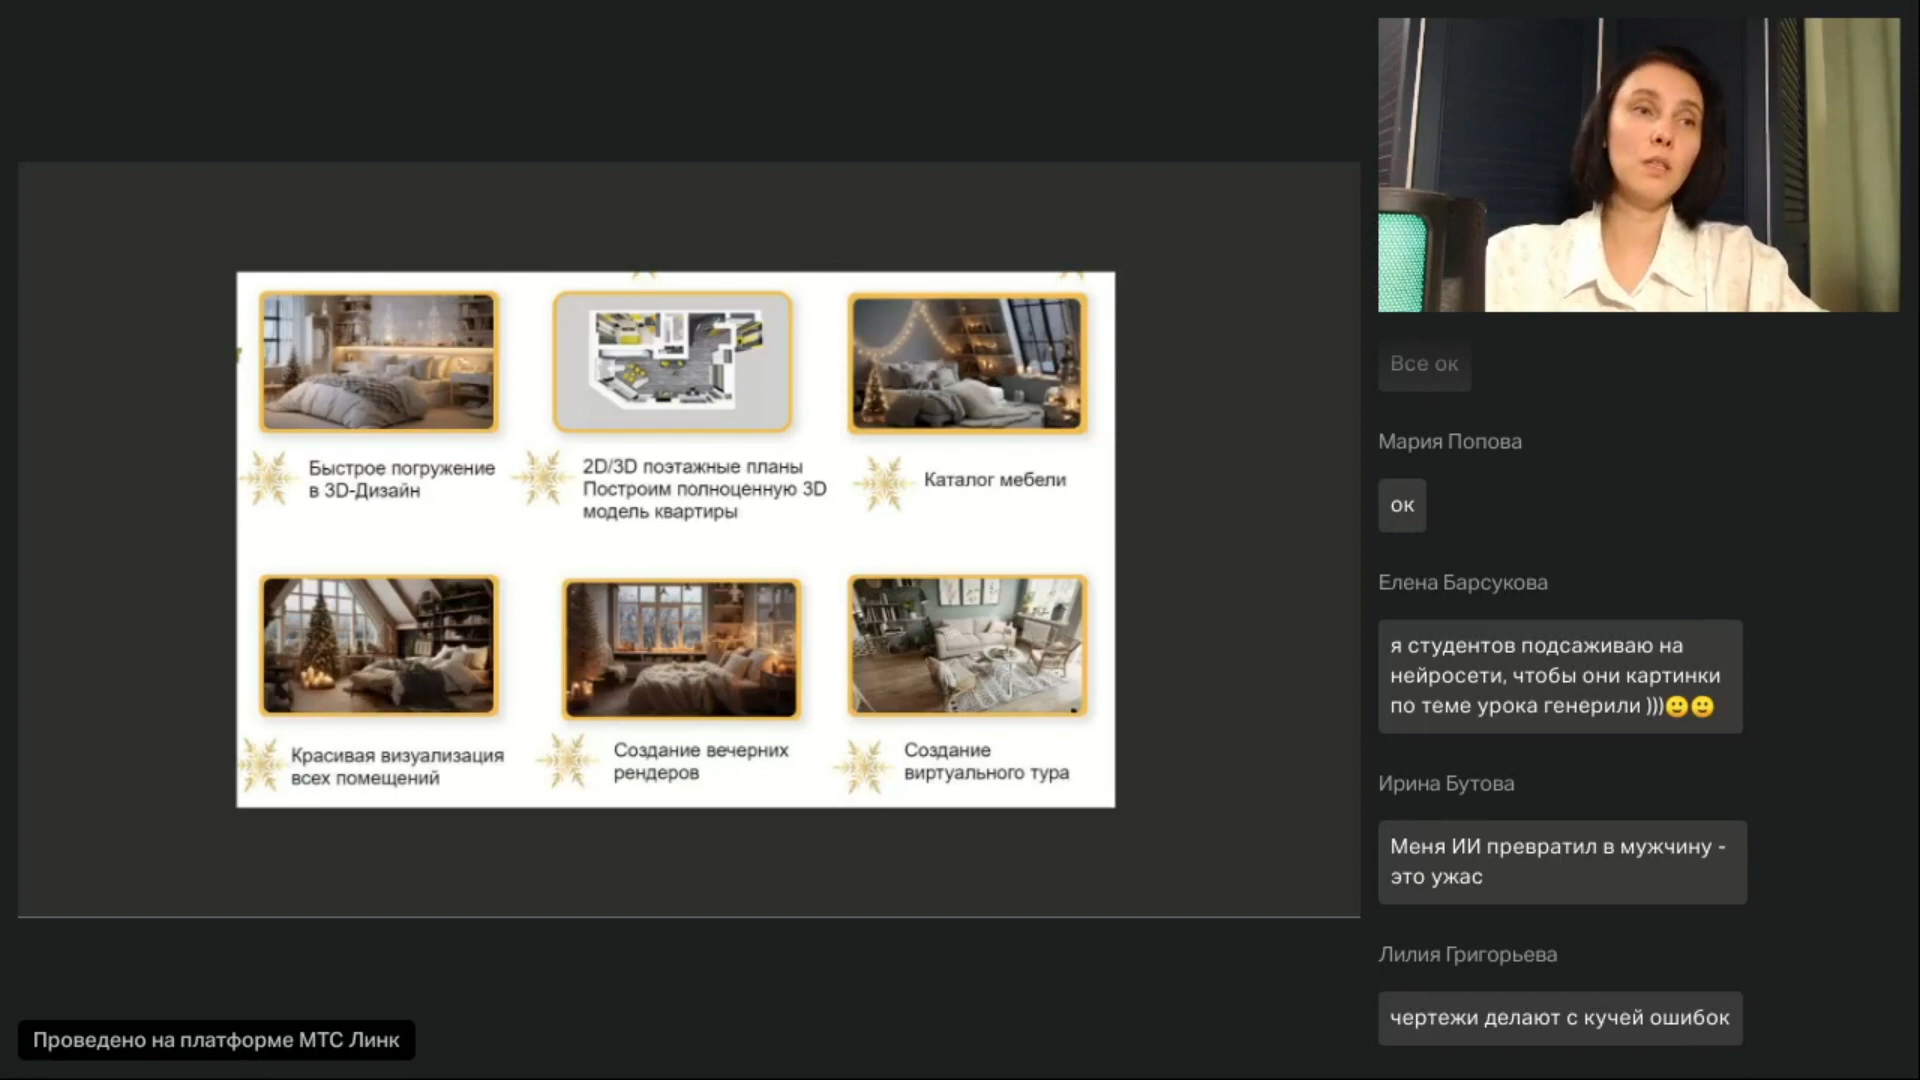 Быстрое погружение
в 3D-Дизайн
2D/3D поэтажные планы
Построим полноценную 3D
модель квартиры
Каталог мебели
Красивая визуализация
всех помещений
Создание вечерних
рендеров
Создание
виртуального тура
Все ок
Мария Попова
ок
Елена Барсукова
я студентов подсаживаю на
нейросети, чтобы они картинки
по теме урока генерили )))🙂🙂
Ирина Бутова
Меня ИИ превратил в мужчину -
это ужас
Лилия Григорьева
чертежи делают с кучей ошибок
Проведено на платформе МТС Линк